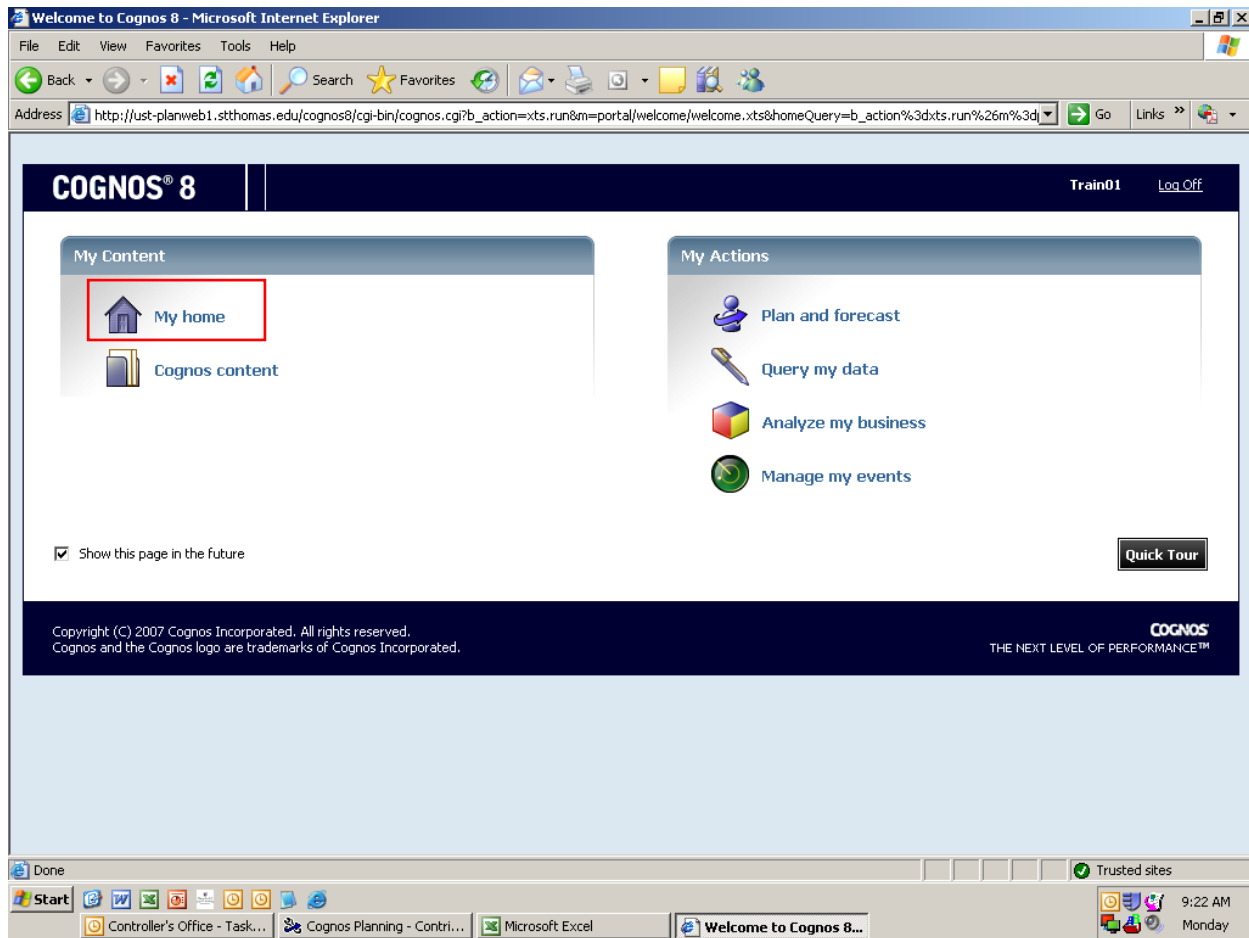 Welcome to Cognos 8 - Microsoft Internet Explorer
File Edit View Favorites Tools Help
Back Search Favorites
Address http://ust-planweb1.stthomas.edu/cognos8/cgi-bin/cognos.cgi?b_action=xts.run&m=portal/welcome/welcome.xts&homeQuery=b_action%3dxts.run%26m%3d Go Links »
COGNOS® 8 Train01 Log Off
My Content
My home
Cognos content
My Actions
Plan and forecast
Query my data
Analyze my business
Manage my events
Show this page in the future
Quick Tour
Copyright (C) 2007 Cognos Incorporated. All rights reserved.
Cognos and the Cognos logo are trademarks of Cognos Incorporated.
COGNOS
THE NEXT LEVEL OF PERFORMANCE™
Done Trusted sites
Start 9:22 AM
Controller's Office - Task... Cognos Planning - Contri... Microsoft Excel Welcome to Cognos 8... Monday